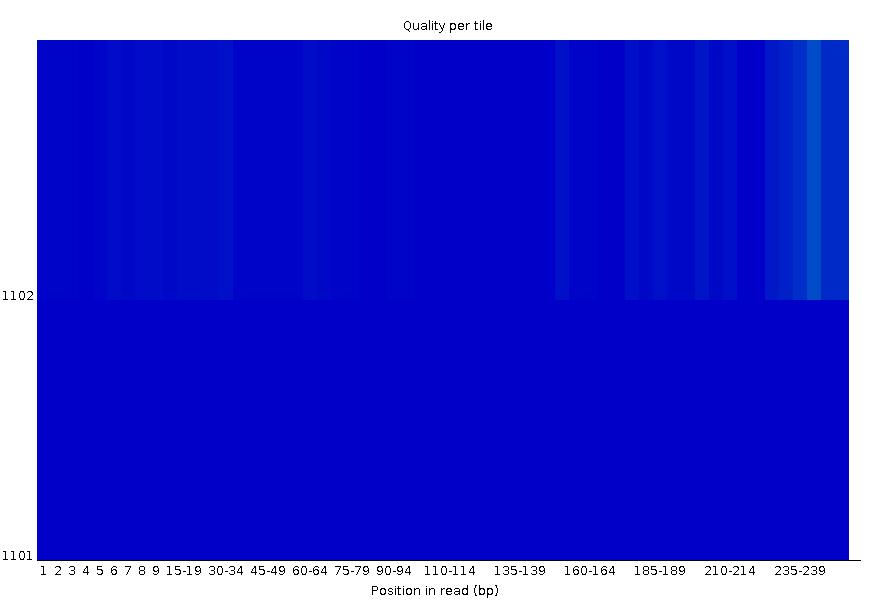 Quality per tile
1102
1101
1 2 3 4 5 6 7 8 9 15-19 30-34 45-49 60-64 75-79 90-94 110-114 135-139 160-164 185-189 210-214 235-239
Position in read (bp)